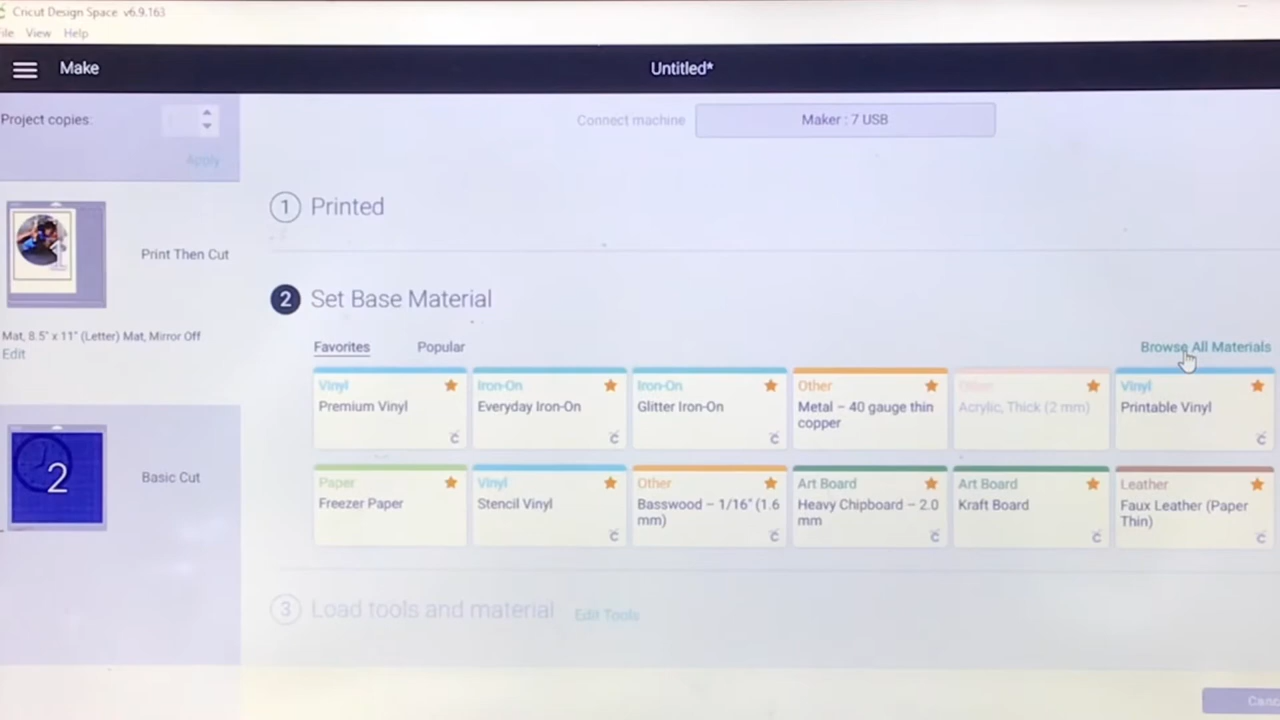 Cricut Design Space v6.9.163
File View Help
Make
Untitled*
Project copies:
Apply
Connect machine
Maker : 7 USB
1 Printed
Print Then Cut
Mat, 8.5" x 11" (Letter) Mat, Mirror Off
Edit
2
Basic Cut
2 Set Base Material
Favorites
Popular
Browse All Materials
Vinyl
Premium Vinyl
Iron-On
Everyday Iron-On
Iron-On
Glitter Iron-On
Other
Metal – 40 gauge thin
copper
Other
Acrylic, Thick (2 mm)
Vinyl
Printable Vinyl
Paper
Freezer Paper
Vinyl
Stencil Vinyl
Other
Basswood – 1/16" (1.6
mm)
Art Board
Heavy Chipboard – 2.0
mm
Art Board
Kraft Board
Leather
Faux Leather (Paper
Thin)
3 Load tools and material
Edit Tools